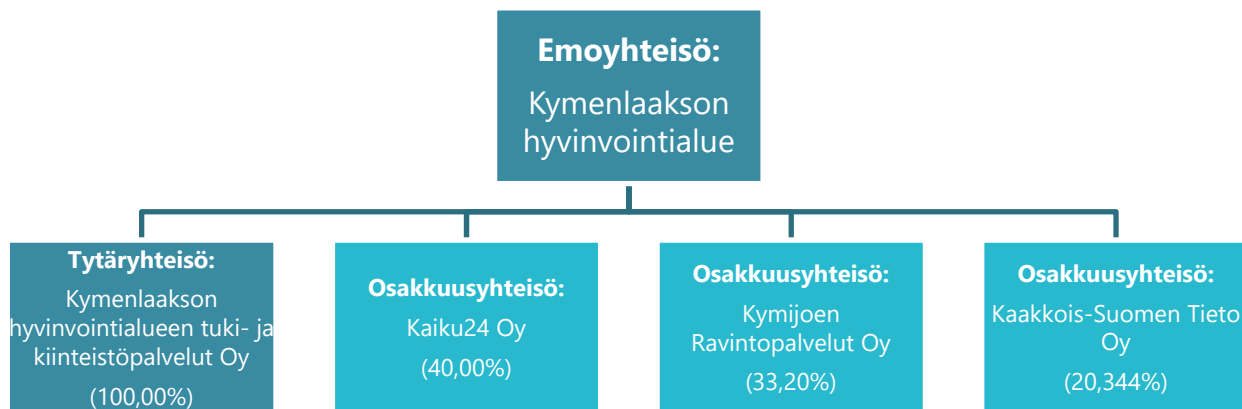 Emoyhteisö:
Kymenlaakson
hyvinvointialue
Tytäryhteisö:
Kymenlaakson
hyvinvointialueen tuki- ja
kiinteistöpalvelut Oy
(100,00%)
Osakkuusyhteisö:
Kaiku24 Oy
(40,00%)
Osakkuusyhteisö:
Kymijoen
Ravintopalvelut Oy
(33,20%)
Osakkuusyhteisö:
Kaakkois-Suomen Tieto
Oy
(20,344%)